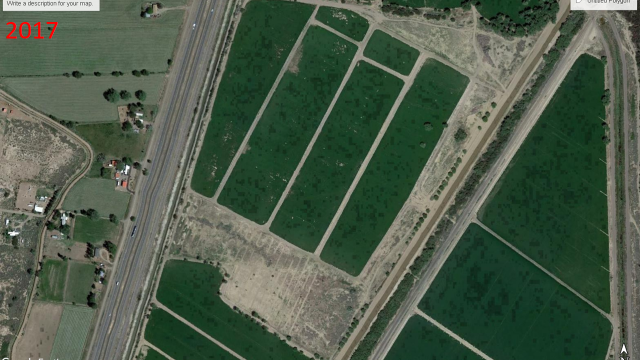 Write a description for your map.
Untitled Polygon
2017